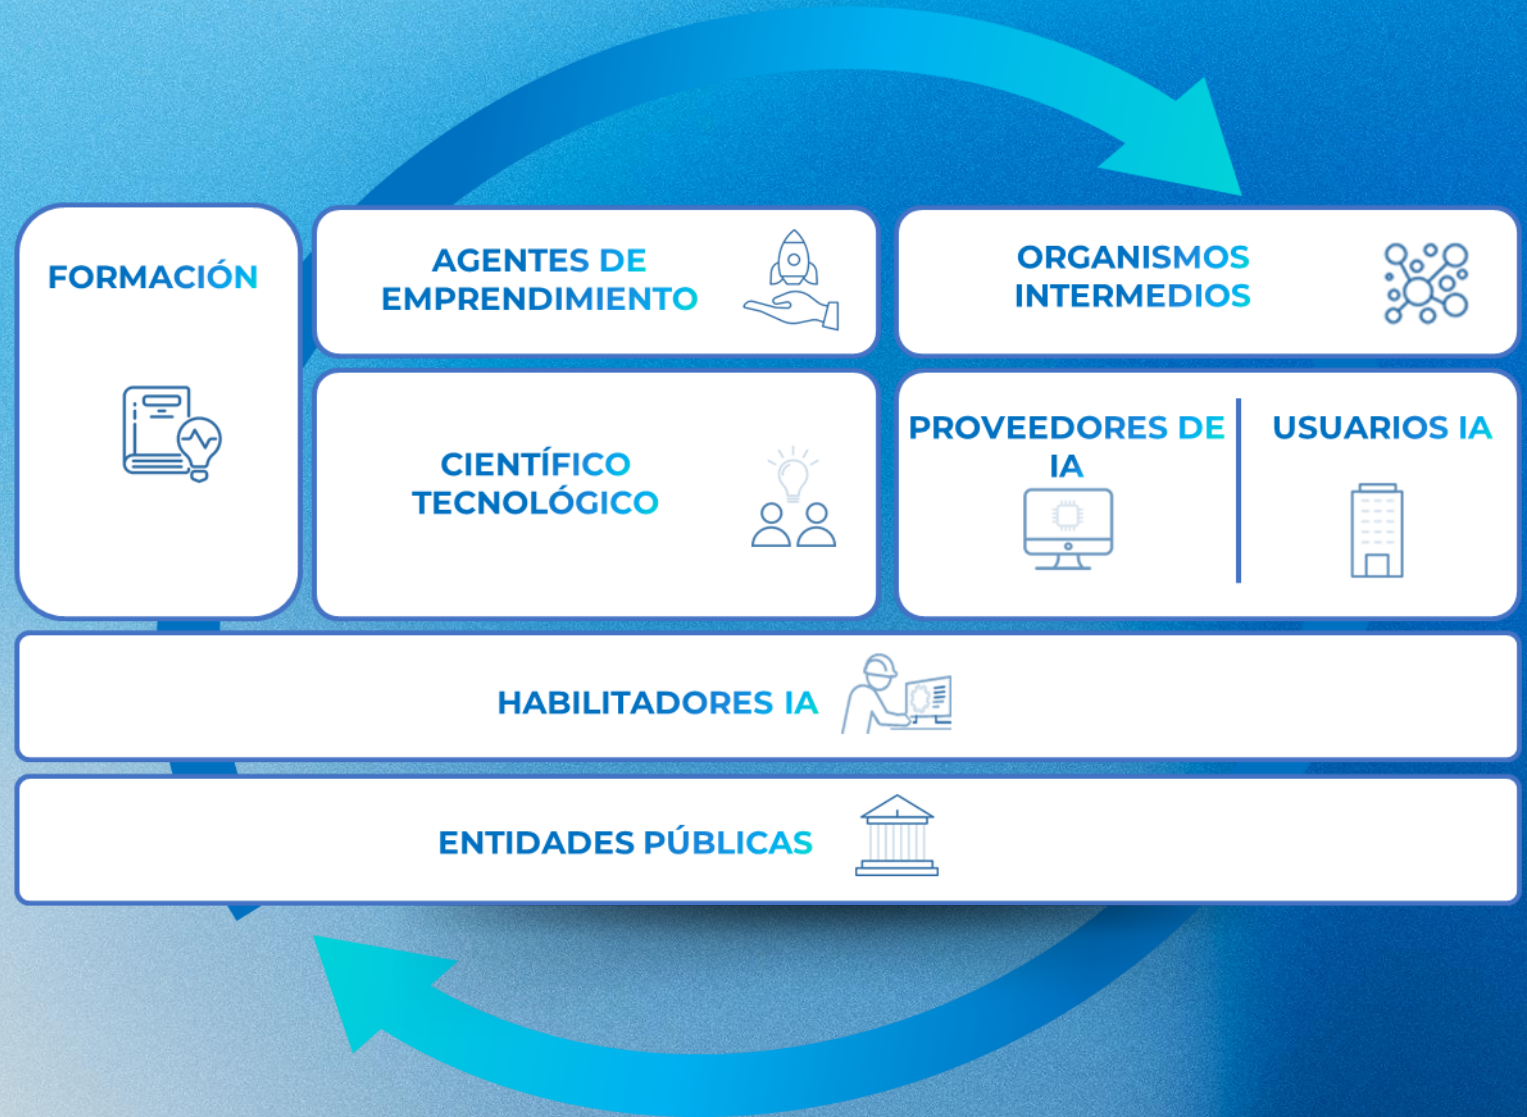 FORMACIÓN
AGENTES DE
EMPRENDIMIENTO
ORGANISMOS
INTERMEDIOS
CIENTÍFICO
TECNOLÓGICO
PROVEEDORES DE
IA
USUARIOS IA
HABILITADORES IA
ENTIDADES PÚBLICAS